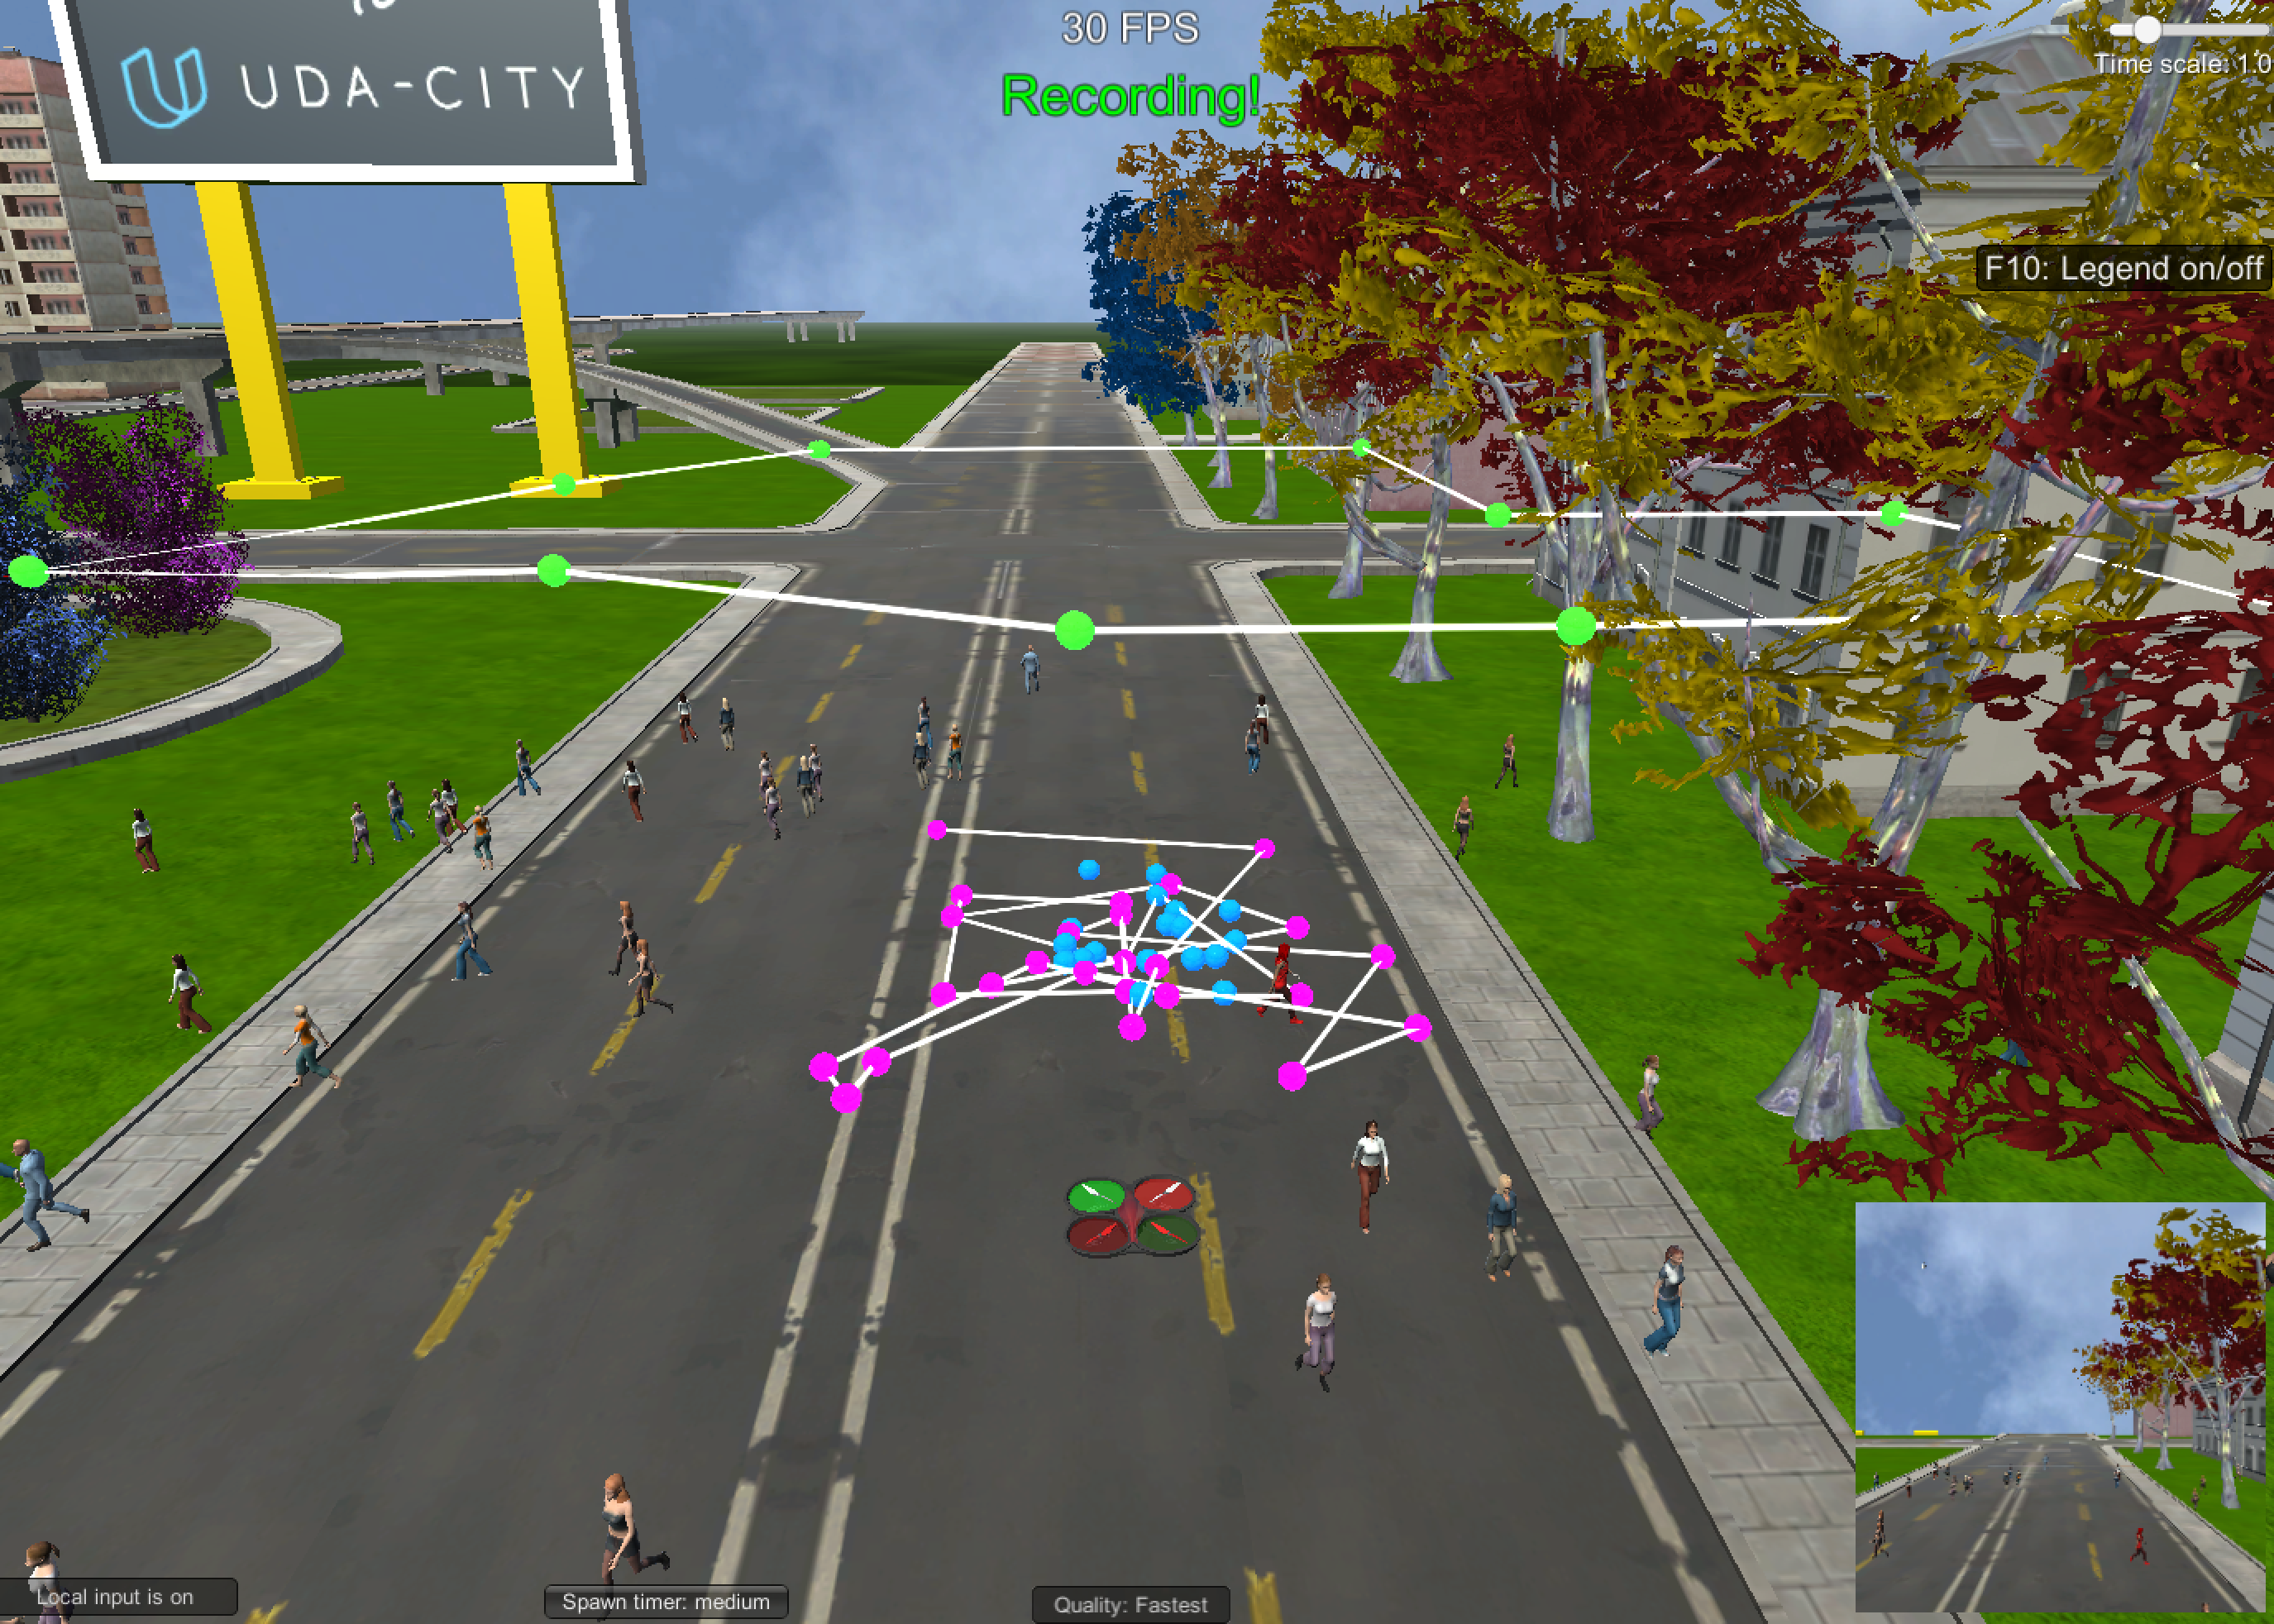 UDA-CITY
30 FPS
Recording!
Time scale: 1.0
F10: Legend on/off
Local input is on
Spawn timer: medium
Quality: Fastest